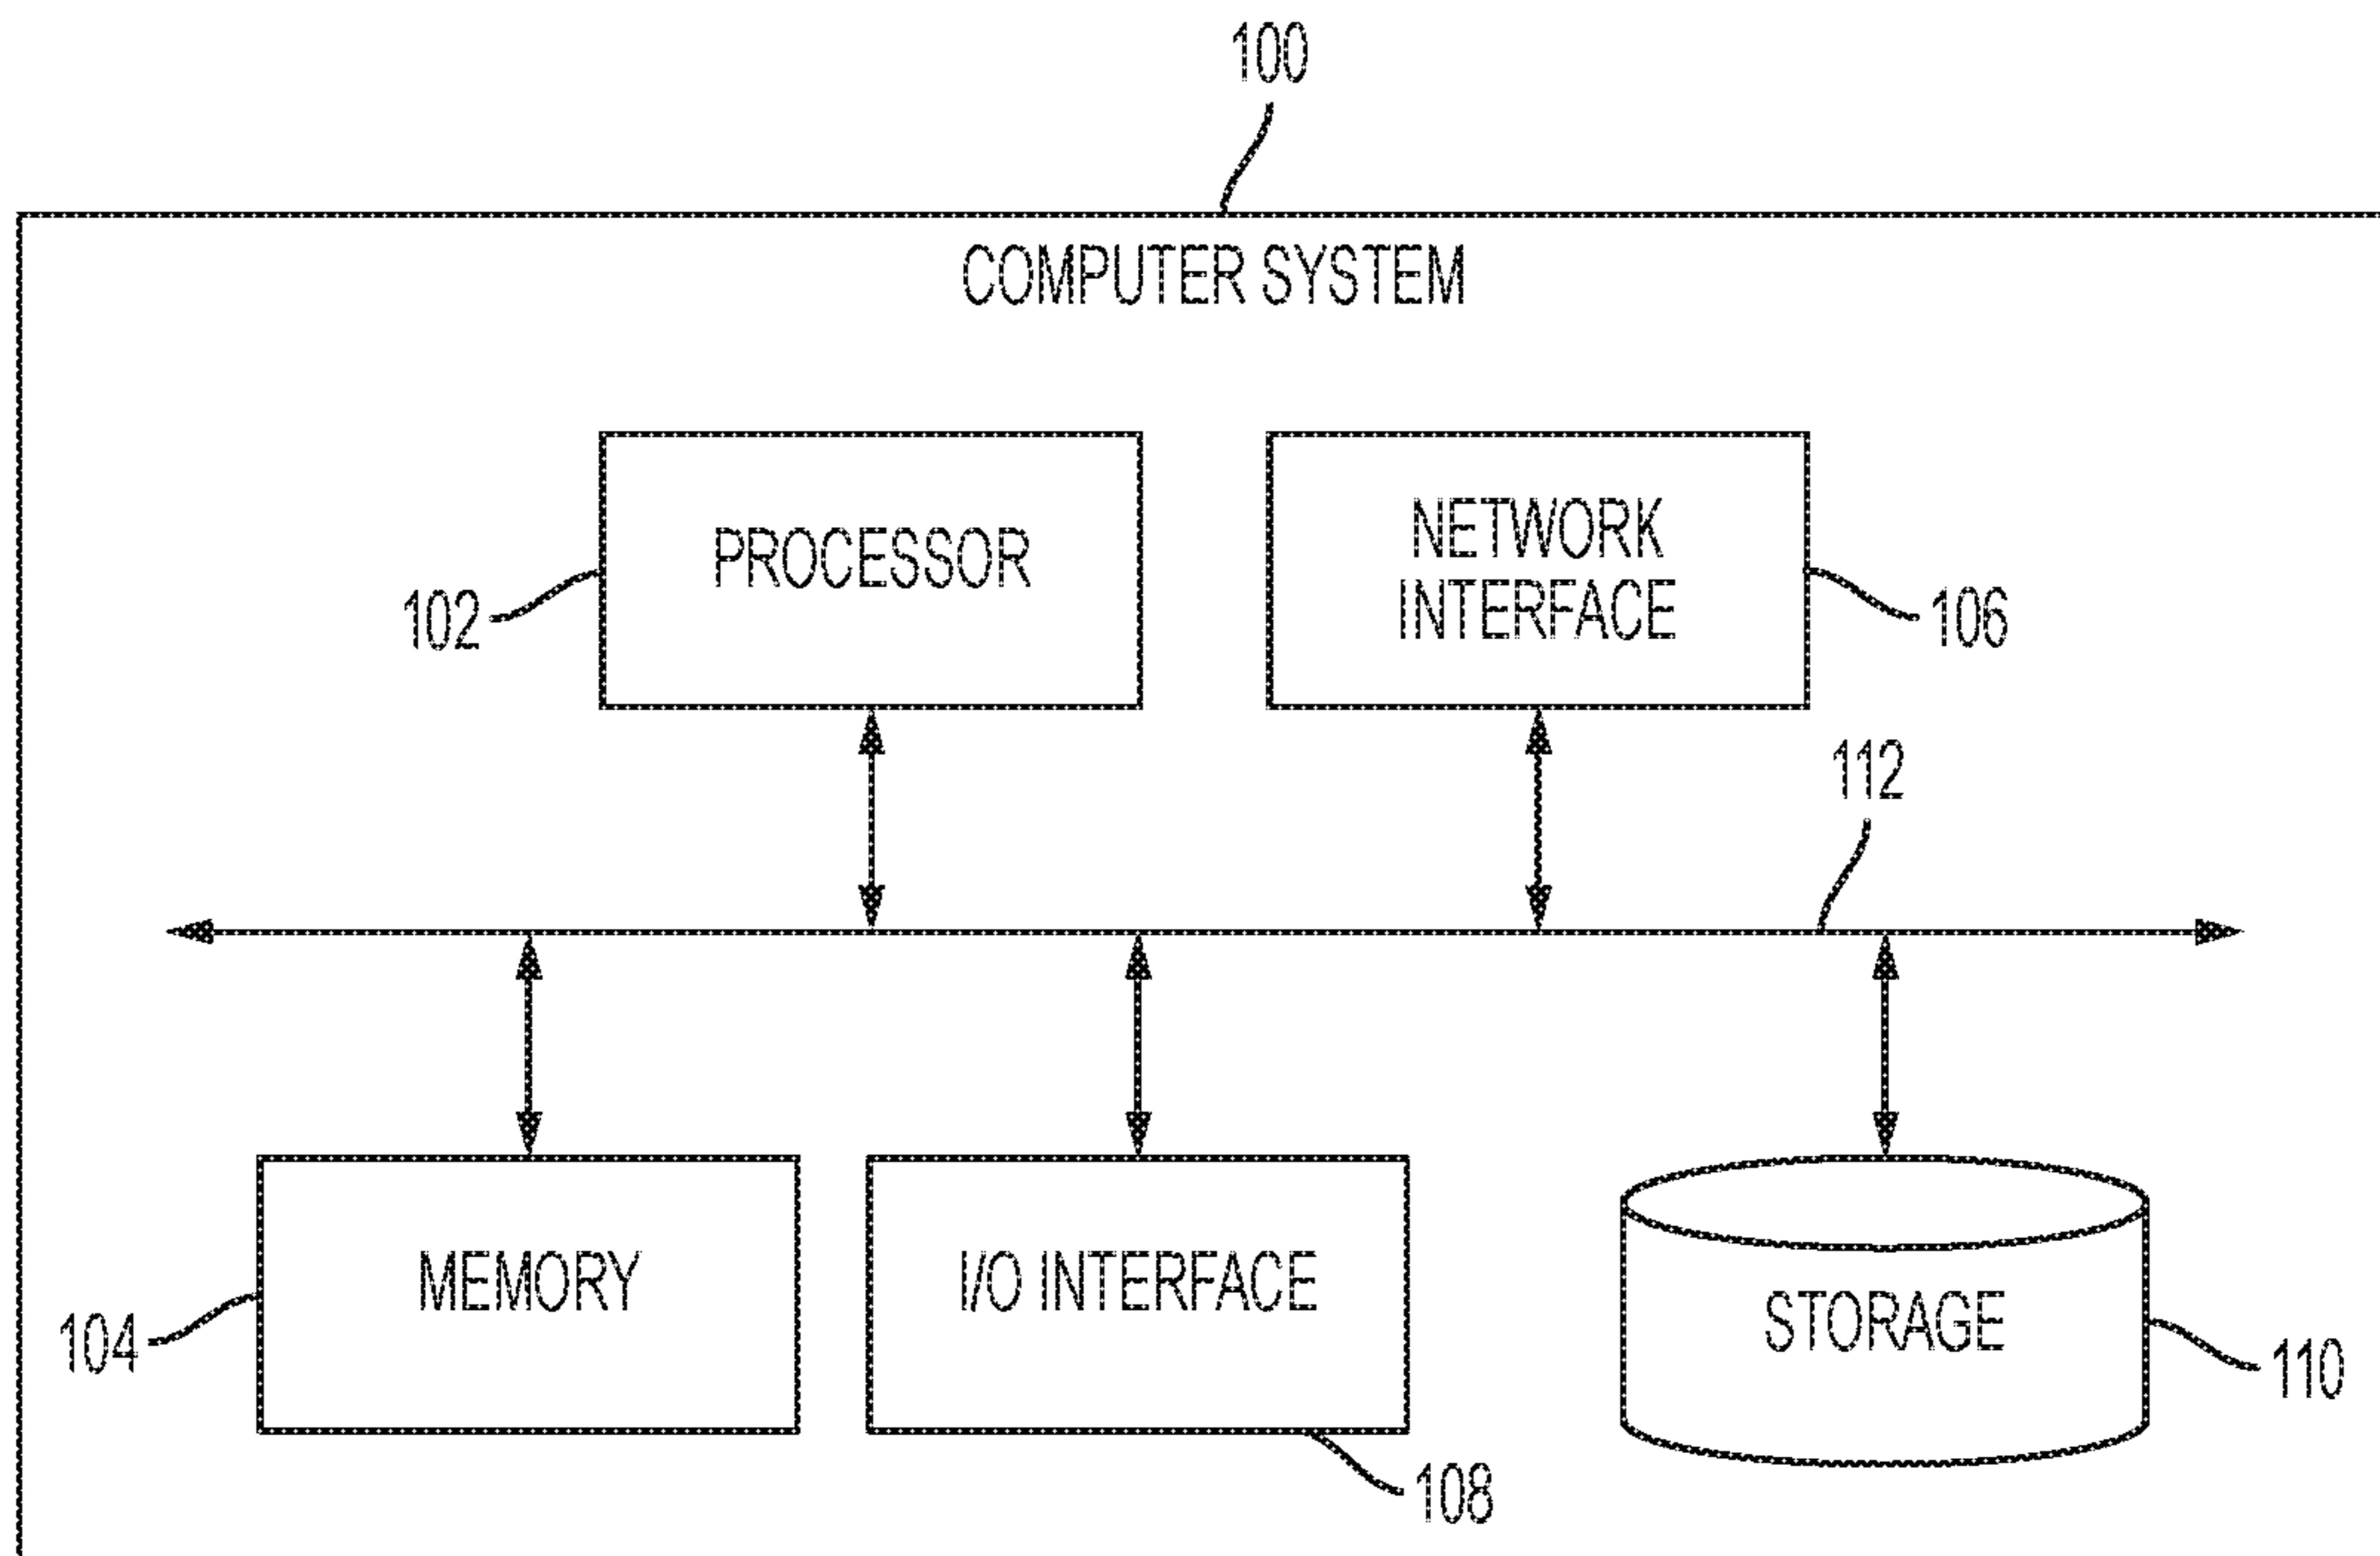 100
COMPUTER SYSTEM
PROCESSOR
NETWORK
INTERFACE
102
106
112
MEMORY
I/O INTERFACE
STORAGE
104
110
108